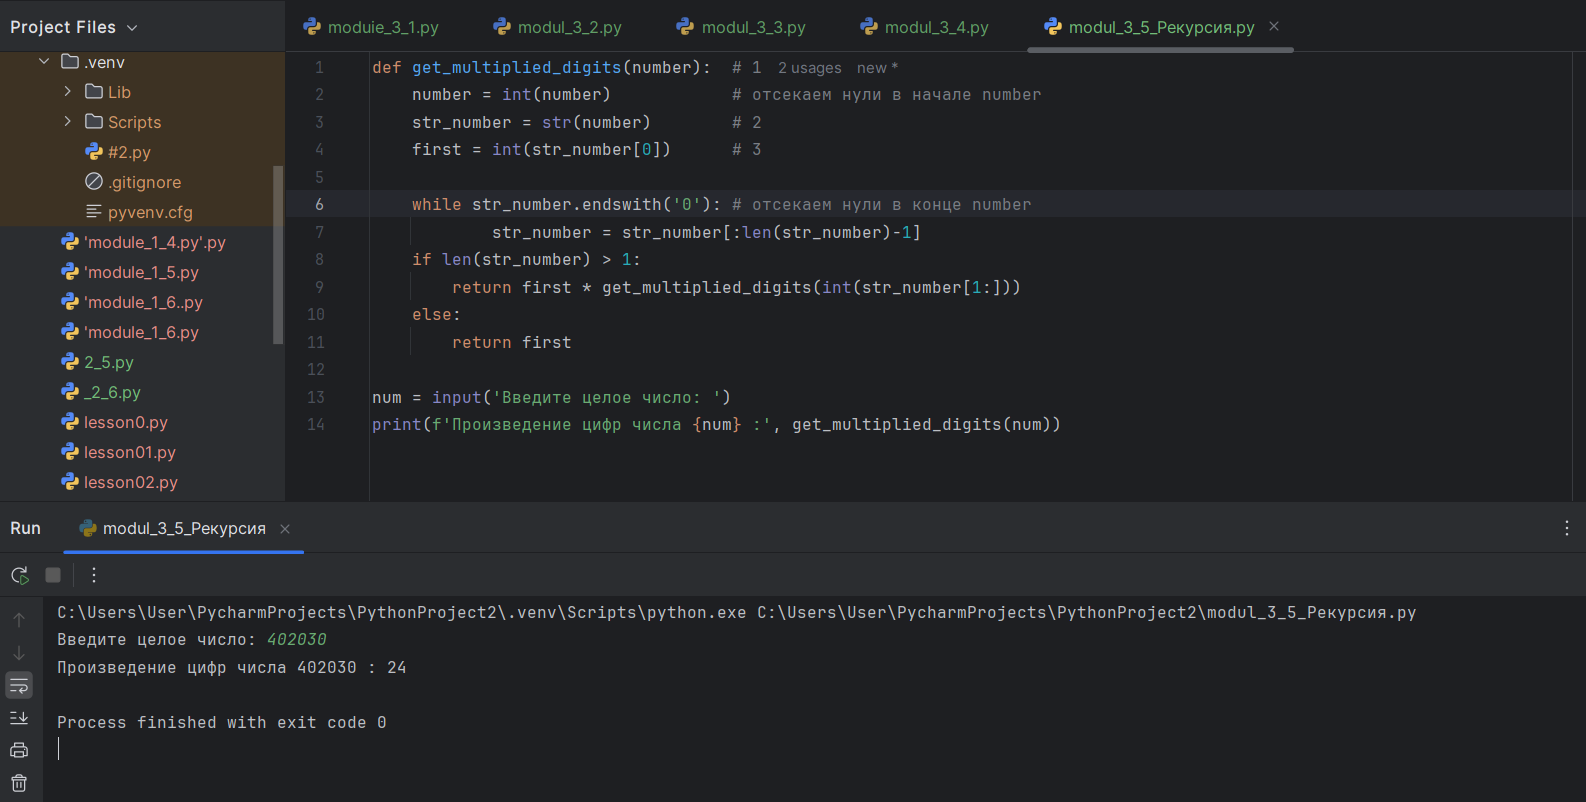 Project Files
.venv
Lib
Scripts
#2.py
.gitignore
pyvenv.cfg
'module_1_4.py'.py
'module_1_5.py
'module_1_6..py
'module_1_6.py
2_5.py
_2_6.py
lesson0.py
lesson01.py
lesson02.py
moduie_3_1.py modul_3_2.py modul_3_3.py modul_3_4.py modul_3_5_Рекурсия.py
1 def get_multiplied_digits(number): # 1 2 usages new *
2 number = int(number) # отсекаем нули в начале number
3 str_number = str(number) # 2
4 first = int(str_number[0]) # 3
5
6 while str_number.endswith('0'): # отсекаем нули в конце number
7 str_number = str_number[:len(str_number)-1]
8 if len(str_number) > 1:
9 return first * get_multiplied_digits(int(str_number[1:]))
10 else:
11 return first
12
13 num = input('Введите целое число: ')
14 print(f'Произведение цифр числа {num} :', get_multiplied_digits(num))
Run modul_3_5_Рекурсия
C:\Users\User\PycharmProjects\PythonProject2\.venv\Scripts\python.exe C:\Users\User\PycharmProjects\PythonProject2\modul_3_5_Рекурсия.py
Введите целое число: 402030
Произведение цифр числа 402030 : 24
Process finished with exit code 0